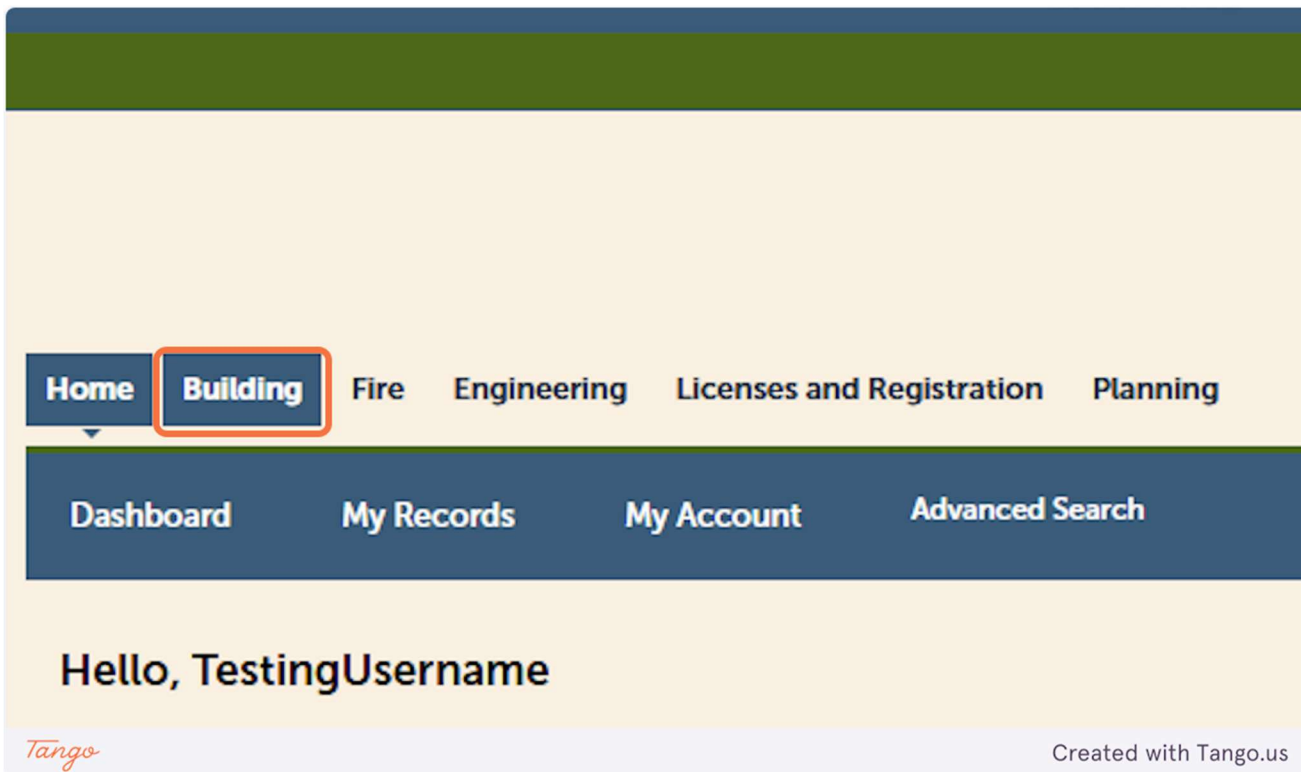 Home Building Fire Engineering Licenses and Registration Planning
Dashboard My Records My Account Advanced Search
Hello, TestingUsername
Tango Created with Tango.us